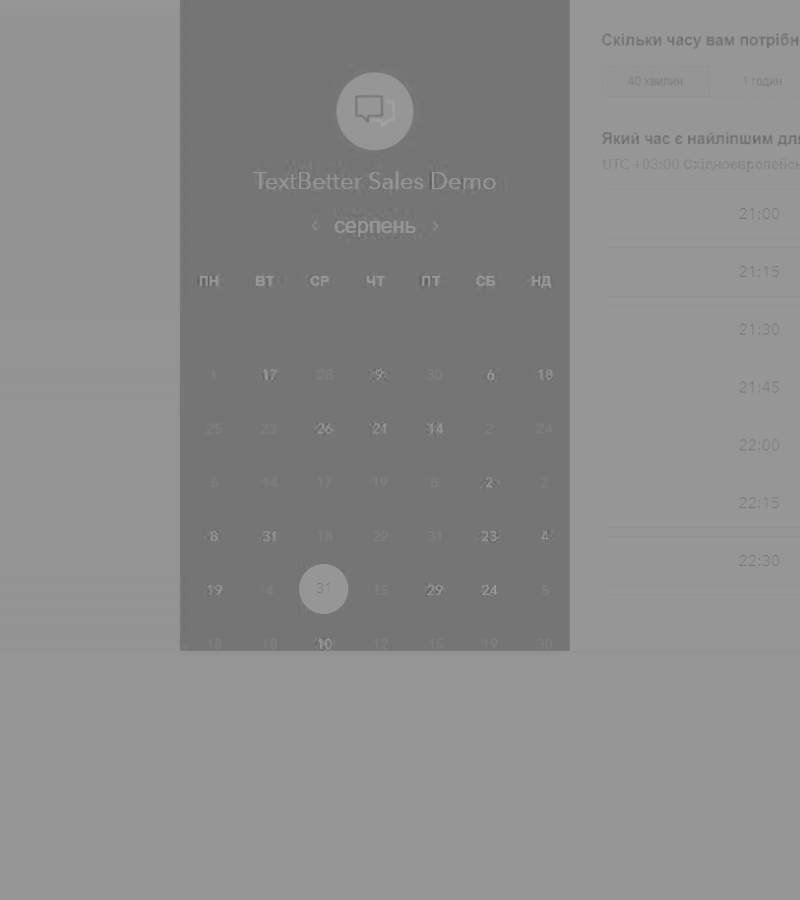 TextBetter Sales Demo
‹ серпень ›
ПН ВТ СР ЧТ ПТ СБ НД
1 17 28 9 30 6 18
25 23 26 21 14 2 24
5 14 17 19 8 2 2
8 31 18 22 31 23 4
19 4 31 15 29 24 5
18 18 10 12 15 19 30
Скільки часу вам потрібн
40 хвилин 1 годин
Який час є найліпшим для
UTC +03:00 Східноєвропейськ
21:00
21:15
21:30
21:45
22:00
22:15
22:30